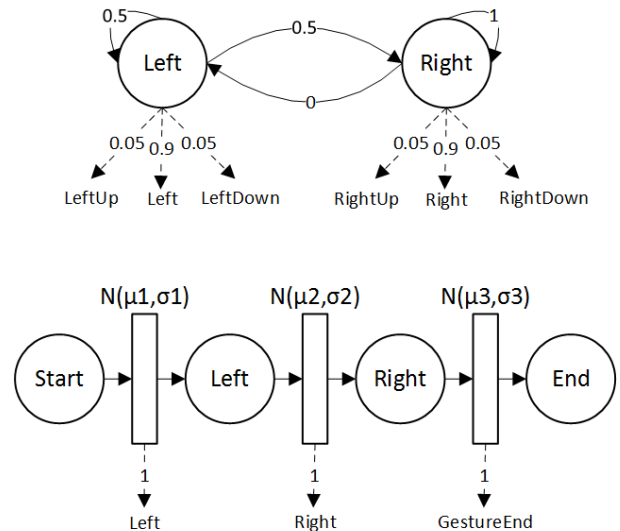 0.5
1
0.5
Left
Right
0
0.05 0.9 0.05
0.05 0.9 0.05
LeftUp Left LeftDown
RightUp Right RightDown
N(μ1,σ1) N(μ2,σ2) N(μ3,σ3)
Start Left Right End
1 1 1
Left Right GestureEnd